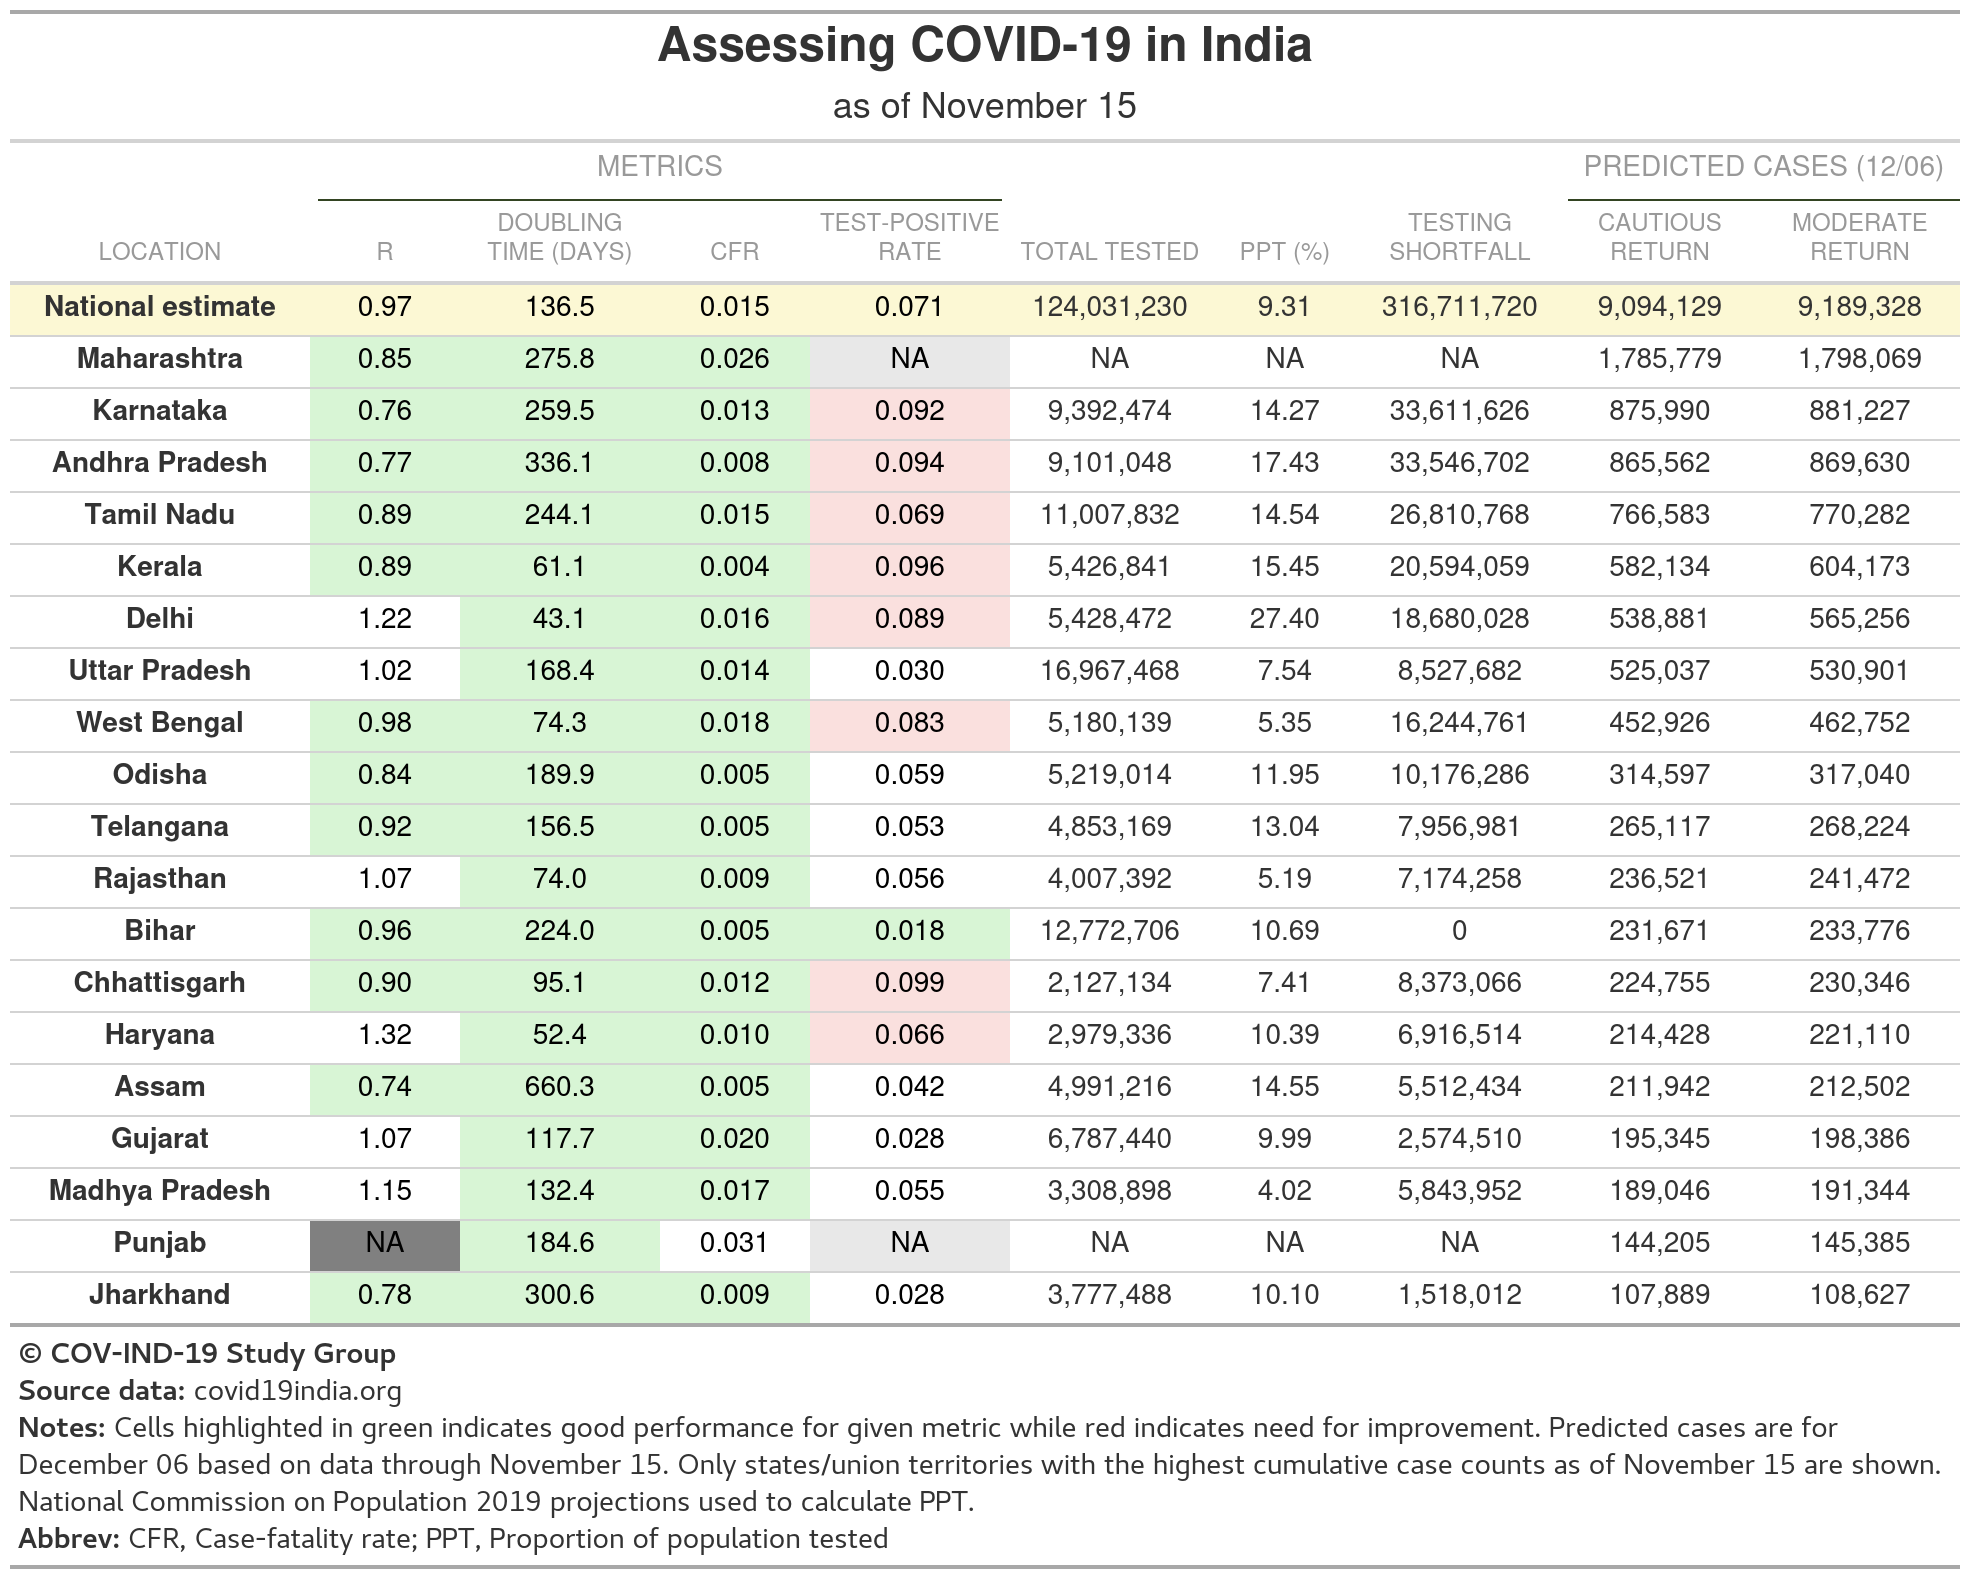 Assessing COVID-19 in India
as of November 15
METRICS PREDICTED CASES (12/06)
LOCATION R DOUBLING TIME (DAYS) CFR TEST-POSITIVE RATE TOTAL TESTED PPT (%) TESTING SHORTFALL CAUTIOUS RETURN MODERATE RETURN
National estimate 0.97 136.5 0.015 0.071 124,031,230 9.31 316,711,720 9,094,129 9,189,328
Maharashtra 0.85 275.8 0.026 NA NA NA NA 1,785,779 1,798,069
Karnataka 0.76 259.5 0.013 0.092 9,392,474 14.27 33,611,626 875,990 881,227
Andhra Pradesh 0.77 336.1 0.008 0.094 9,101,048 17.43 33,546,702 865,562 869,630
Tamil Nadu 0.89 244.1 0.015 0.069 11,007,832 14.54 26,810,768 766,583 770,282
Kerala 0.89 61.1 0.004 0.096 5,426,841 15.45 20,594,059 582,134 604,173
Delhi 1.22 43.1 0.016 0.089 5,428,472 27.40 18,680,028 538,881 565,256
Uttar Pradesh 1.02 168.4 0.014 0.030 16,967,468 7.54 8,527,682 525,037 530,901
West Bengal 0.98 74.3 0.018 0.083 5,180,139 5.35 16,244,761 452,926 462,752
Odisha 0.84 189.9 0.005 0.059 5,219,014 11.95 10,176,286 314,597 317,040
Telangana 0.92 156.5 0.005 0.053 4,853,169 13.04 7,956,981 265,117 268,224
Rajasthan 1.07 74.0 0.009 0.056 4,007,392 5.19 7,174,258 236,521 241,472
Bihar 0.96 224.0 0.005 0.018 12,772,706 10.69 0 231,671 233,776
Chhattisgarh 0.90 95.1 0.012 0.099 2,127,134 7.41 8,373,066 224,755 230,346
Haryana 1.32 52.4 0.010 0.066 2,979,336 10.39 6,916,514 214,428 221,110
Assam 0.74 660.3 0.005 0.042 4,991,216 14.55 5,512,434 211,942 212,502
Gujarat 1.07 117.7 0.020 0.028 6,787,440 9.99 2,574,510 195,345 198,386
Madhya Pradesh 1.15 132.4 0.017 0.055 3,308,898 4.02 5,843,952 189,046 191,344
Punjab NA 184.6 0.031 NA NA NA NA 144,205 145,385
Jharkhand 0.78 300.6 0.009 0.028 3,777,488 10.10 1,518,012 107,889 108,627
© COV-IND-19 Study Group
Source data: covid19india.org
Notes: Cells highlighted in green indicates good performance for given metric while red indicates need for improvement. Predicted cases are for
December 06 based on data through November 15. Only states/union territories with the highest cumulative case counts as of November 15 are shown.
National Commission on Population 2019 projections used to calculate PPT.
Abbrev: CFR, Case-fatality rate; PPT, Proportion of population tested